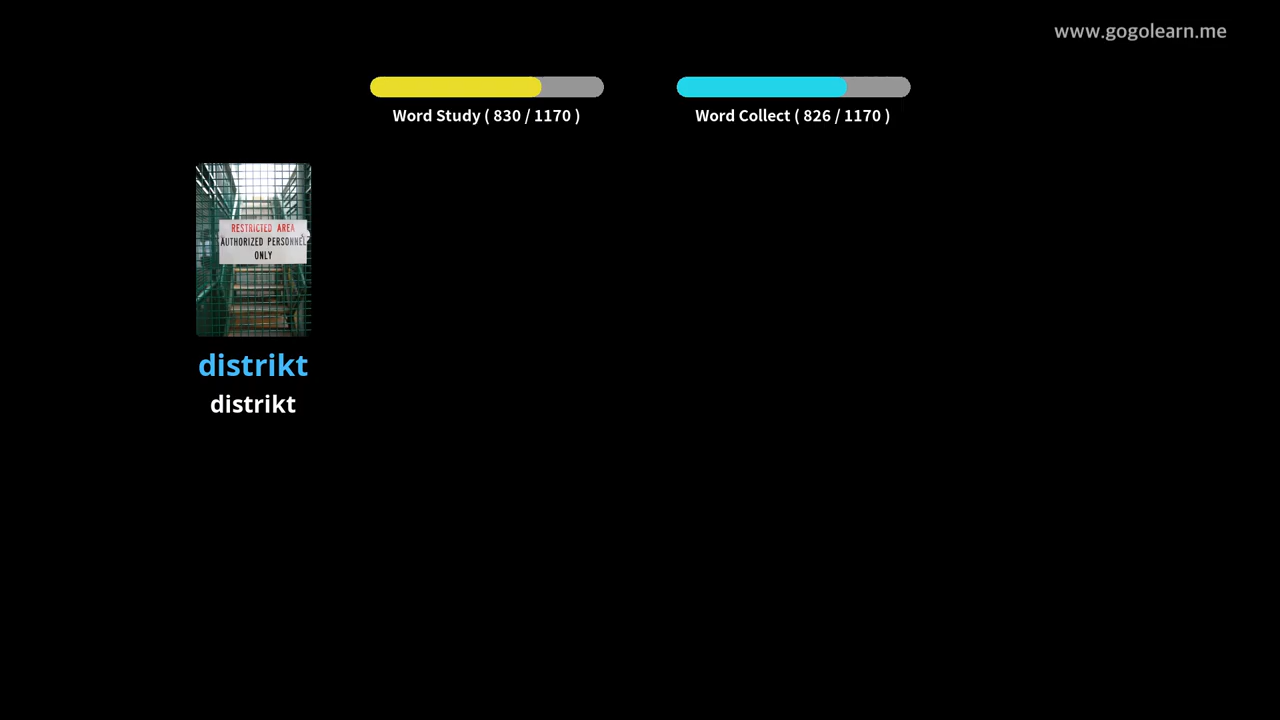 www.gogolearn.me
Word Study ( 830 / 1170 )
Word Collect ( 826 / 1170 )
RESTRICTED AREA
AUTHORIZED PERSONNEL
ONLY
distrikt
distrikt